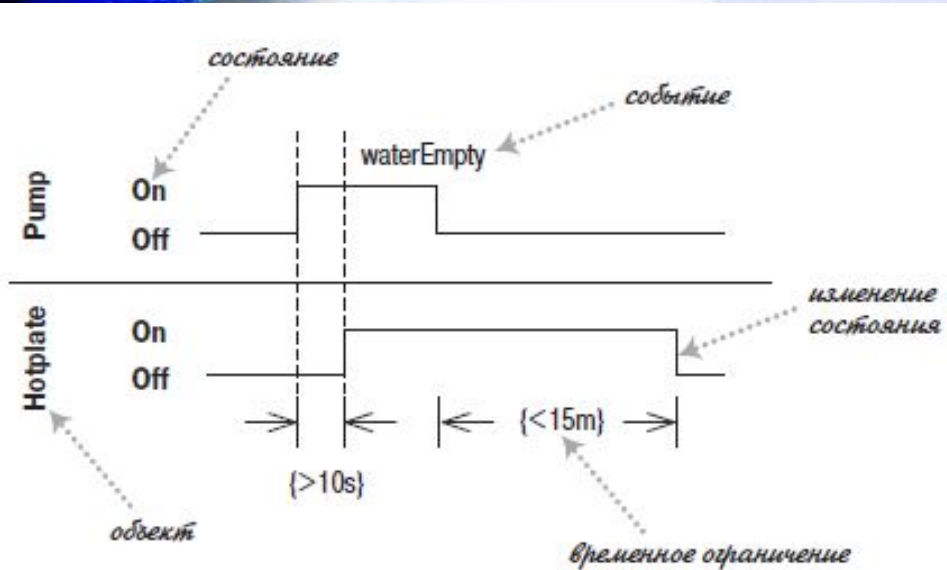 состояние
событие
waterEmpty
Pump
On
Off
изменение
состояния
Hotplate
On
Off
{<15m}
{>10s}
объект
временное ограничение